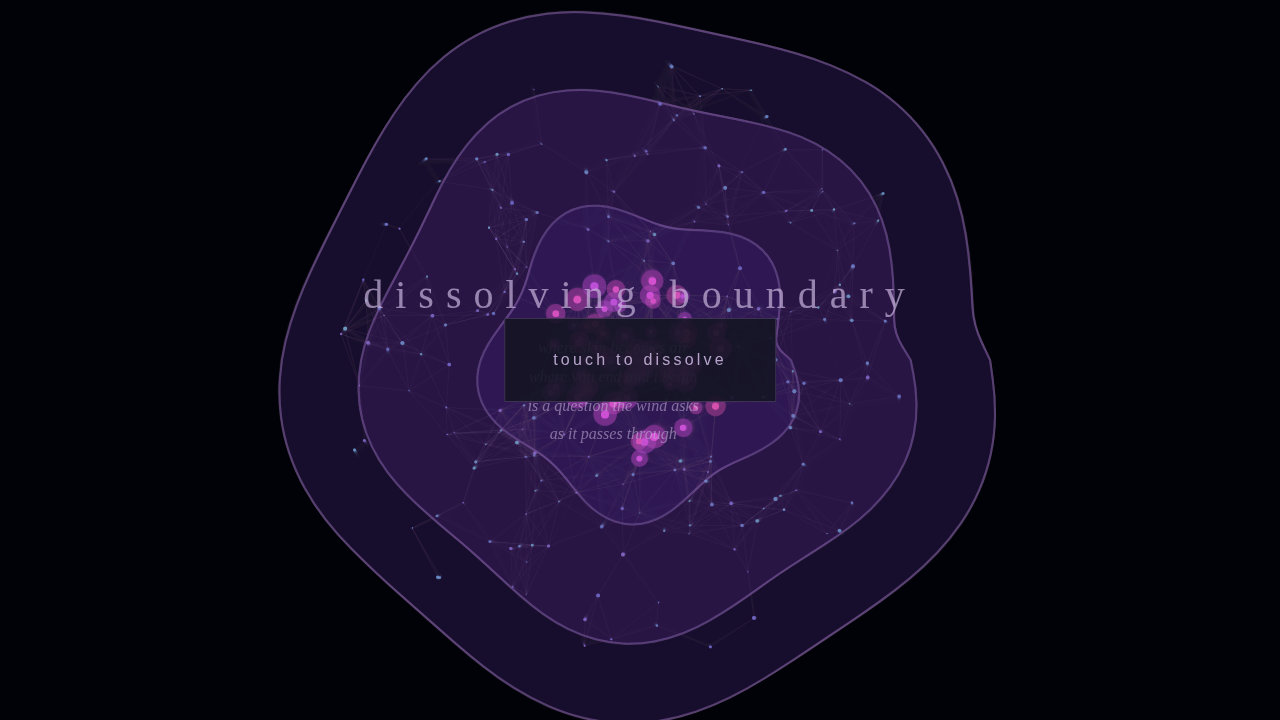 dissolving boundary
touch to dissolve
is a question the wind asks
as it passes through